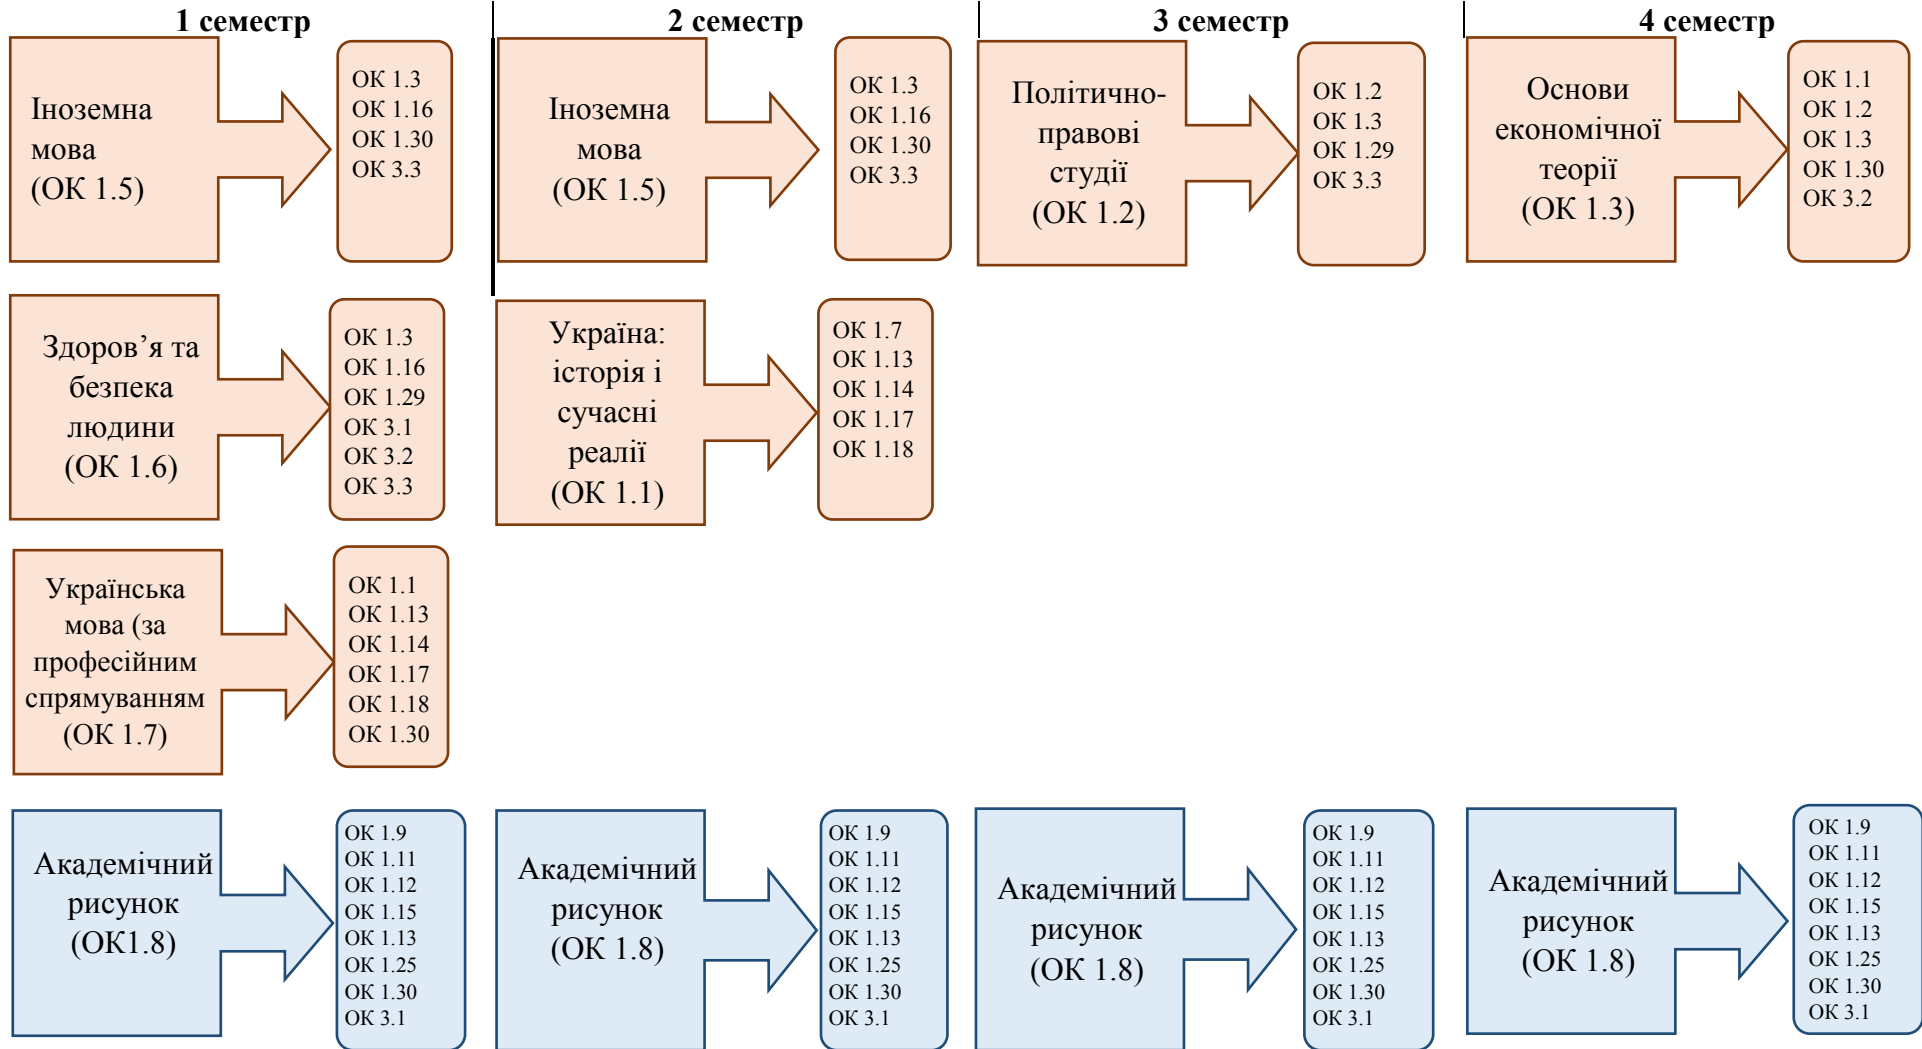 1 семестр
2 семестр
3 семестр
4 семестр
Іноземна
мова
(ОК 1.5)
ОК 1.3
ОК 1.16
ОК 1.30
ОК 3.3
Іноземна
мова
(ОК 1.5)
ОК 1.3
ОК 1.16
ОК 1.30
ОК 3.3
Політично-
правові
студії
(ОК 1.2)
ОК 1.2
ОК 1.3
ОК 1.29
ОК 3.3
Основи
економічної
теорії
(ОК 1.3)
ОК 1.1
ОК 1.2
ОК 1.3
ОК 1.30
ОК 3.2
Здоров’я та
безпека
людини
(ОК 1.6)
ОК 1.3
ОК 1.16
ОК 1.29
ОК 3.1
ОК 3.2
ОК 3.3
Україна:
історія і
сучасні
реалії
(ОК 1.1)
ОК 1.7
ОК 1.13
ОК 1.14
ОК 1.17
ОК 1.18
Українська
мова (за
професійним
спрямуванням
(ОК 1.7)
ОК 1.1
ОК 1.13
ОК 1.14
ОК 1.17
ОК 1.18
ОК 1.30
Академічний
рисунок
(ОК1.8)
ОК 1.9
ОК 1.11
ОК 1.12
ОК 1.15
ОК 1.13
ОК 1.25
ОК 1.30
ОК 3.1
Академічний
рисунок
(ОК 1.8)
ОК 1.9
ОК 1.11
ОК 1.12
ОК 1.15
ОК 1.13
ОК 1.25
ОК 1.30
ОК 3.1
Академічний
рисунок
(ОК 1.8)
ОК 1.9
ОК 1.11
ОК 1.12
ОК 1.15
ОК 1.13
ОК 1.25
ОК 1.30
ОК 3.1
Академічний
рисунок
(ОК 1.8)
ОК 1.9
ОК 1.11
ОК 1.12
ОК 1.15
ОК 1.13
ОК 1.25
ОК 1.30
ОК 3.1